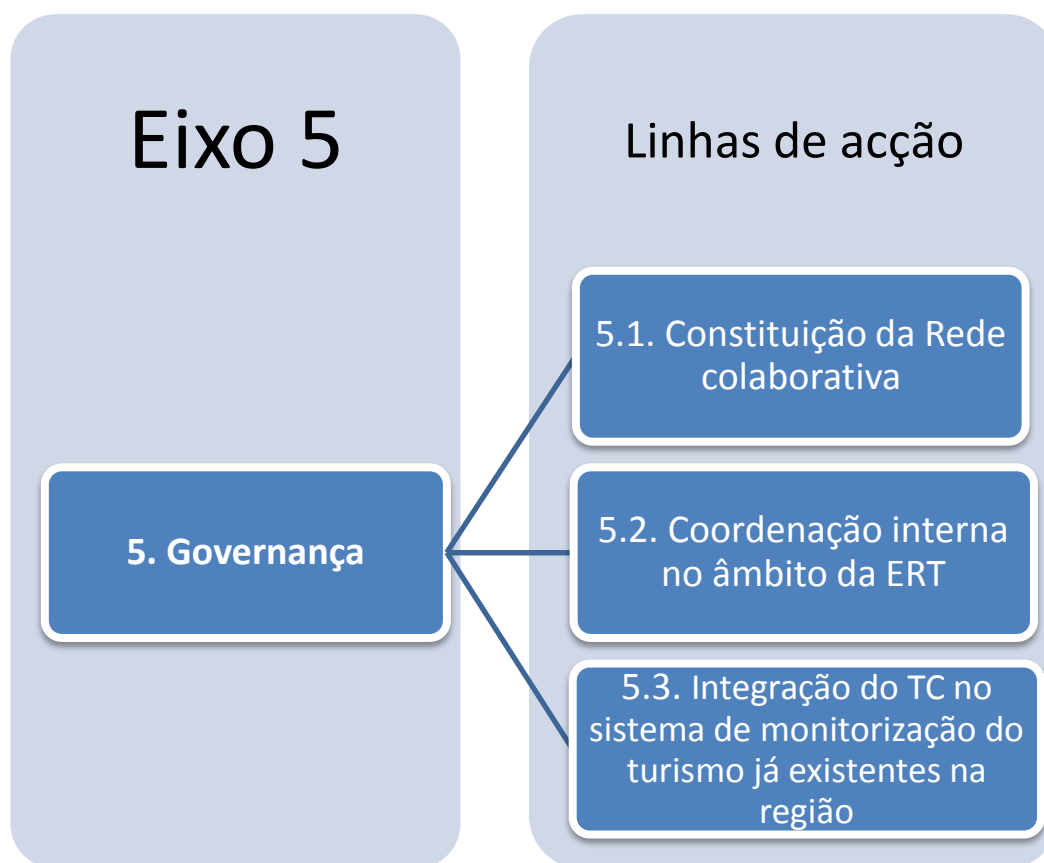 Eixo 5
Linhas de acção
5. Governança
5.1. Constituição da Rede
colaborativa
5.2. Coordenação interna
no âmbito da ERT
5.3. Integração do TC no
sistema de monitorização do
turismo já existentes na
região